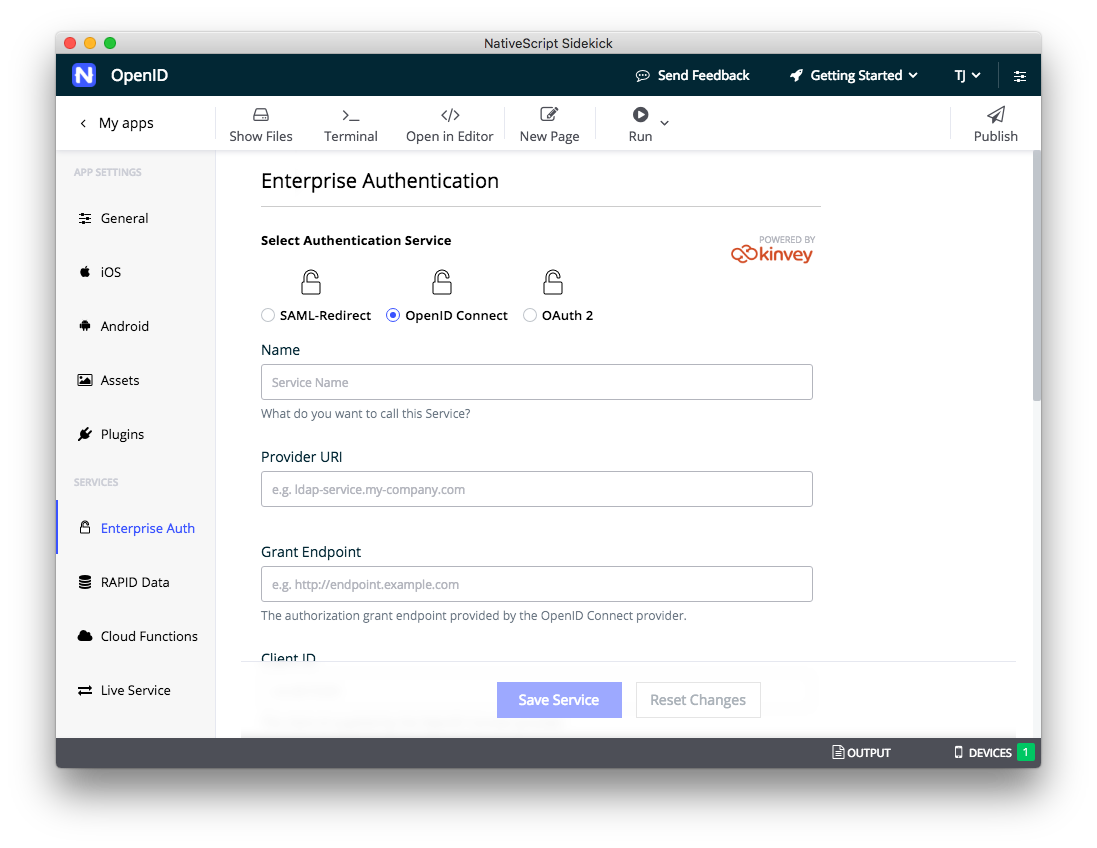 NativeScript Sidekick
OpenID
Send Feedback
Getting Started
TJ
My apps
Show Files
Terminal
Open in Editor
New Page
Run
Publish
APP SETTINGS
General
iOS
Android
Assets
Plugins
SERVICES
Enterprise Auth
RAPID Data
Cloud Functions
Live Service
Enterprise Authentication
Select Authentication Service
POWERED BY
kinvey
SAML-Redirect
OpenID Connect
OAuth 2
Name
Service Name
What do you want to call this Service?
Provider URI
e.g. ldap-service.my-company.com
Grant Endpoint
e.g. http://endpoint.example.com
The authorization grant endpoint provided by the OpenID Connect provider.
Client ID
Save Service
Reset Changes
OUTPUT
DEVICES 1